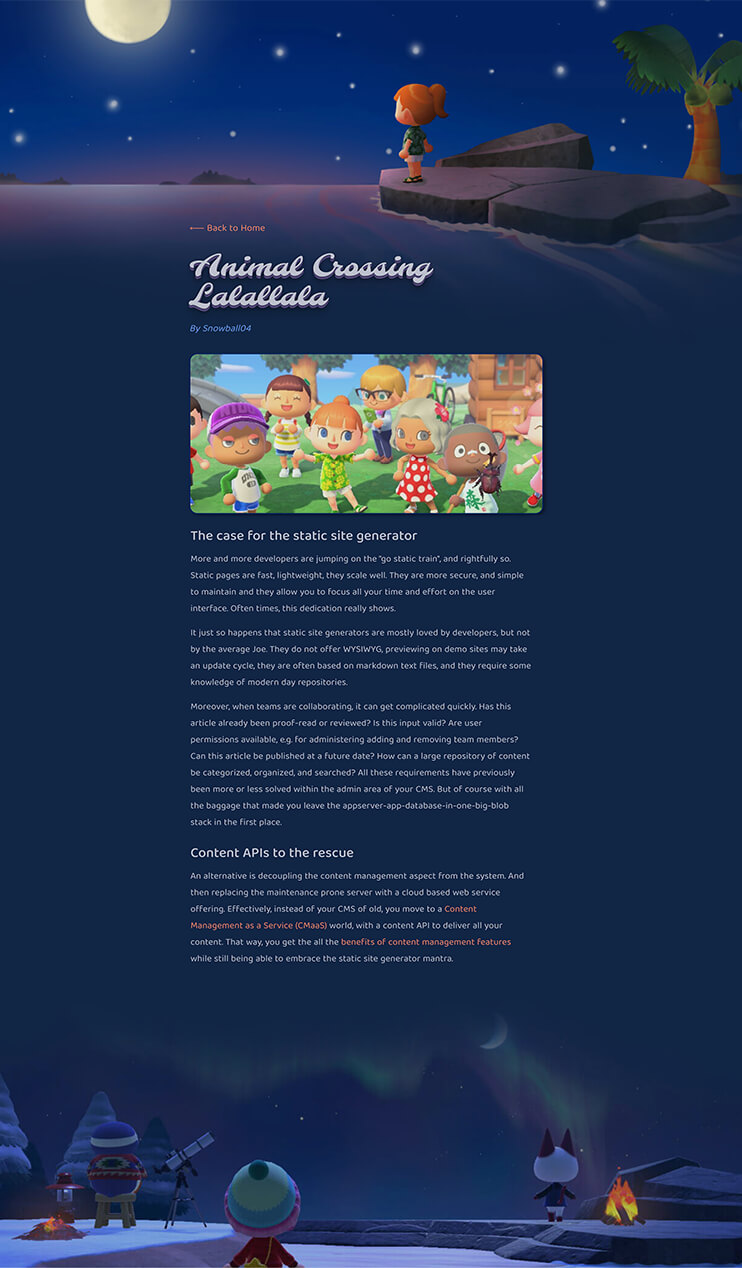 ⟵ Back to Home
Animal Crossing
Lalallala
By Snowball04
The case for the static site generator
More and more developers are jumping on the "go static train", and rightfully so.
Static pages are fast, lightweight, they scale well. They are more secure, and simple
to maintain and they allow you to focus all your time and effort on the user
interface. Often times, this dedication really shows.
It just so happens that static site generators are mostly loved by developers, but not
by the average Joe. They do not offer WYSIWYG, previewing on demo sites may take
an update cycle, they are often based on markdown text files, and they require some
knowledge of modern day repositories.
Moreover, when teams are collaborating, it can get complicated quickly. Has this
article already been proof-read or reviewed? Is this input valid? Are user
permissions available, e.g. for administering adding and removing team members?
Can this article be published at a future date? How can a large repository of content
be categorized, organized, and searched? All these requirements have previously
been more or less solved within the admin area of your CMS. But of course with all
the baggage that made you leave the appserver-app-database-in-one-big-blob
stack in the first place.
Content APIs to the rescue
An alternative is decoupling the content management aspect from the system. And
then replacing the maintenance prone server with a cloud based web service
offering. Effectively, instead of your CMS of old, you move to a Content
Management as a Service (CMaaS) world, with a content API to deliver all your
content. That way, you get the all the benefits of content management features
while still being able to embrace the static site generator mantra.